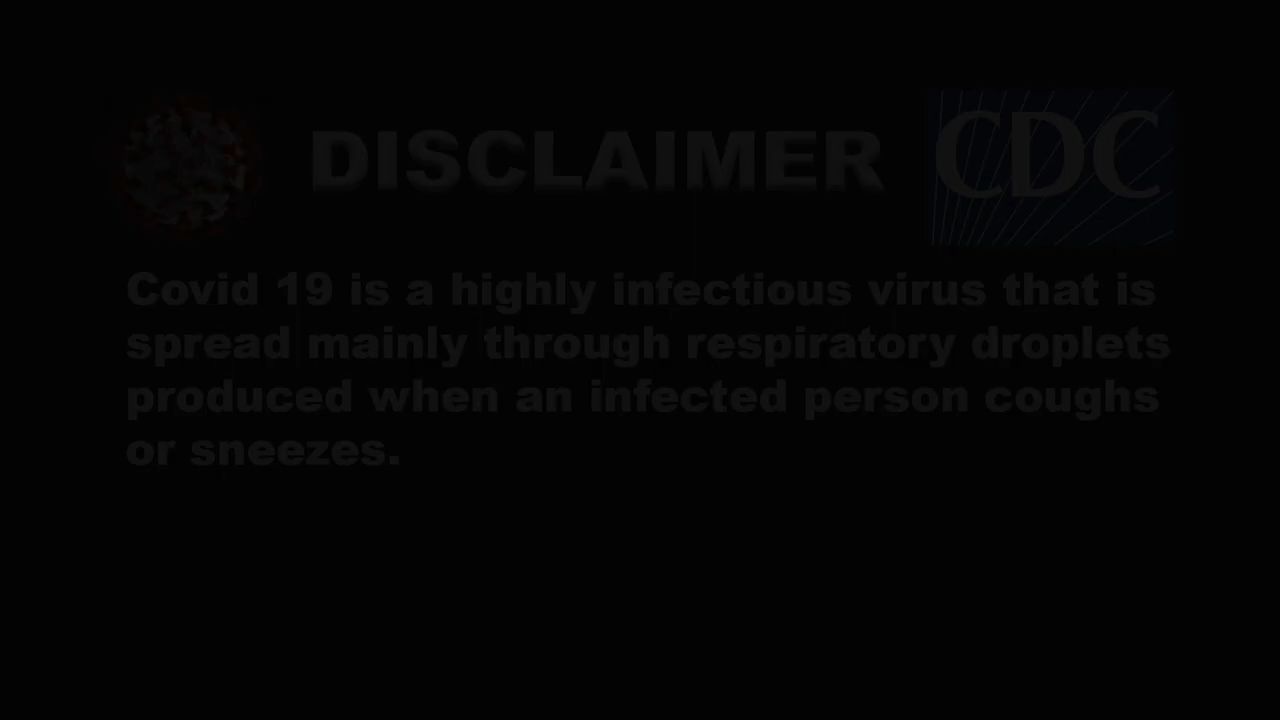 DISCLAIMER
CDC
Covid 19 is a highly infectious virus that is
spread mainly through respiratory droplets
produced when an infected person coughs
or sneezes.